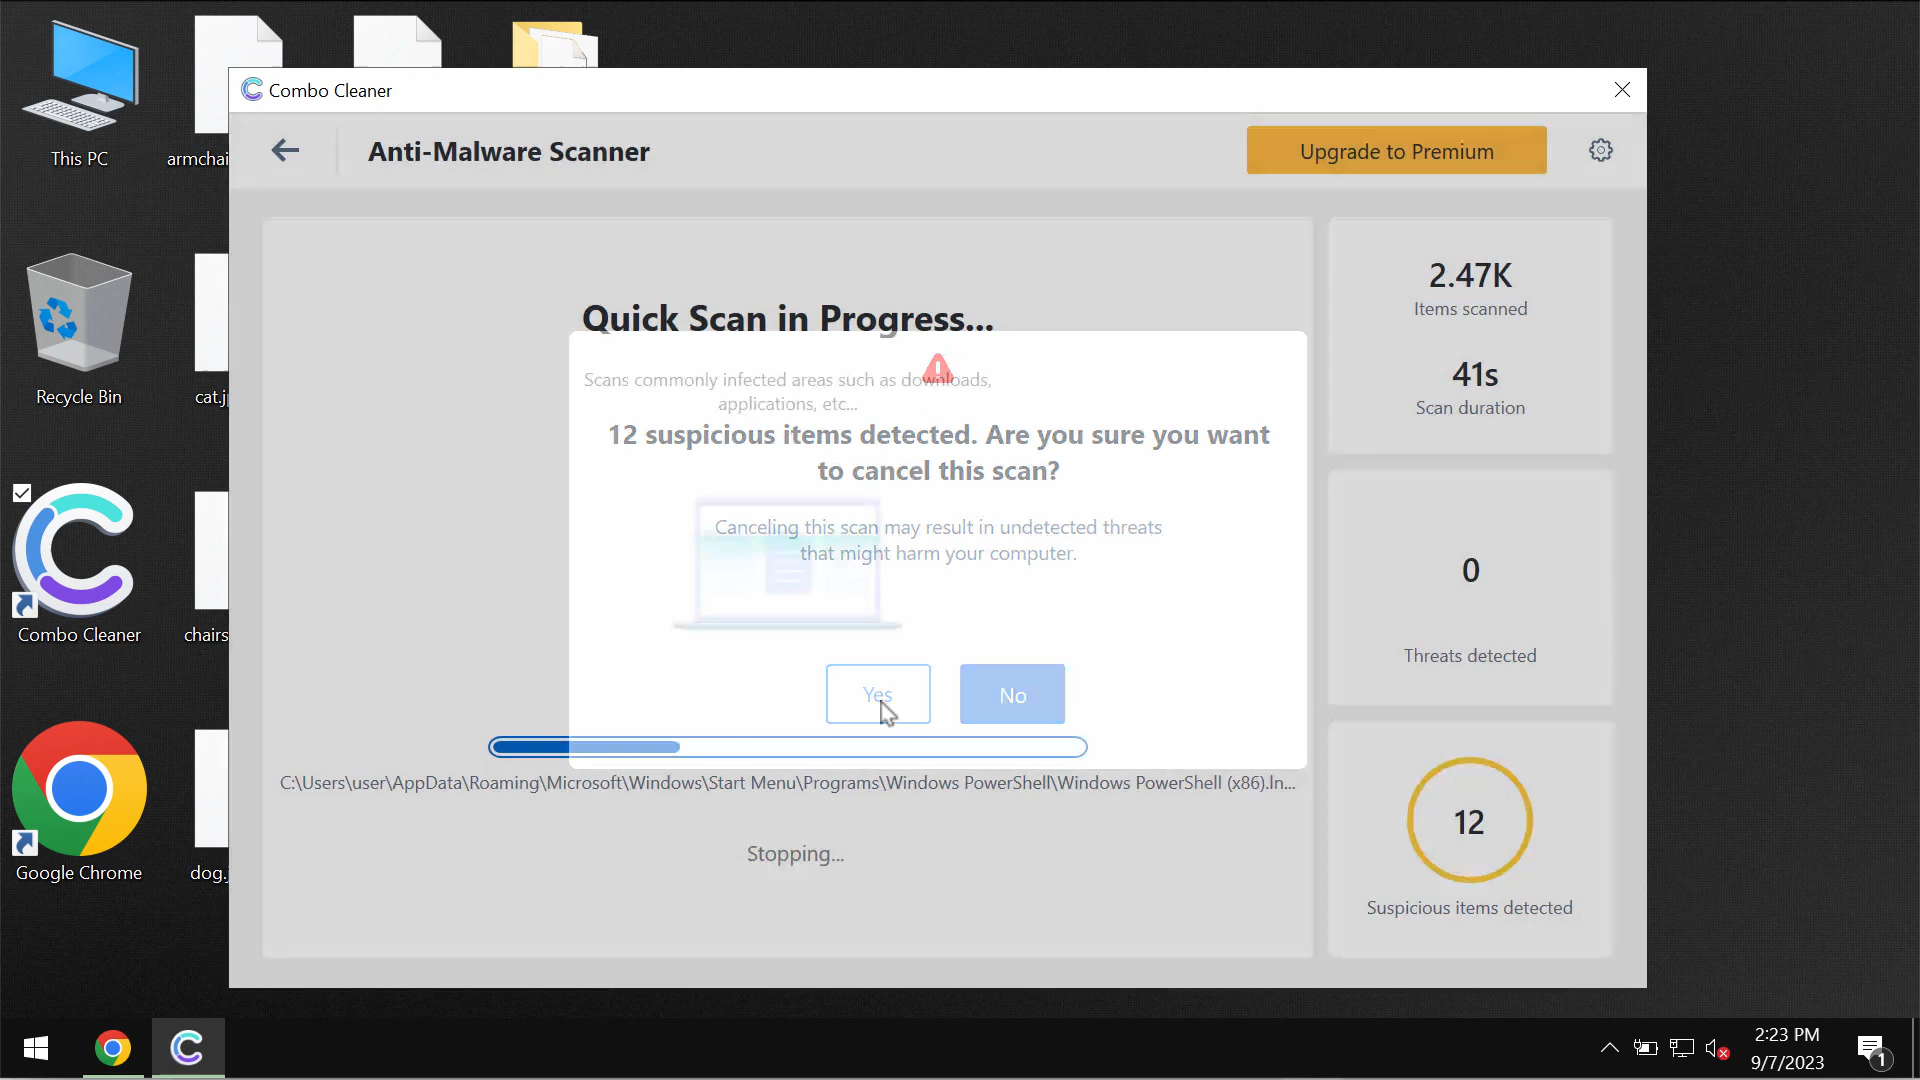 This PC
armchai
Recycle Bin
cat.j
Combo Cleaner
chairs
Google Chrome
dog.
Combo Cleaner
Anti-Malware Scanner
Upgrade to Premium
Quick Scan in Progress...
Scans commonly infected areas such as downloads,
applications, etc...
12 suspicious items detected. Are you sure you want
to cancel this scan?
Canceling this scan may result in undetected threats
that might harm your computer.
Yes
No
C:\Users\user\AppData\Roaming\Microsoft\Windows\Start Menu\Programs\Windows PowerShell\Windows PowerShell (x86).ln...
Stopping...
2.47K
Items scanned
41s
Scan duration
0
Threats detected
12
Suspicious items detected
2:23 PM
9/7/2023
1